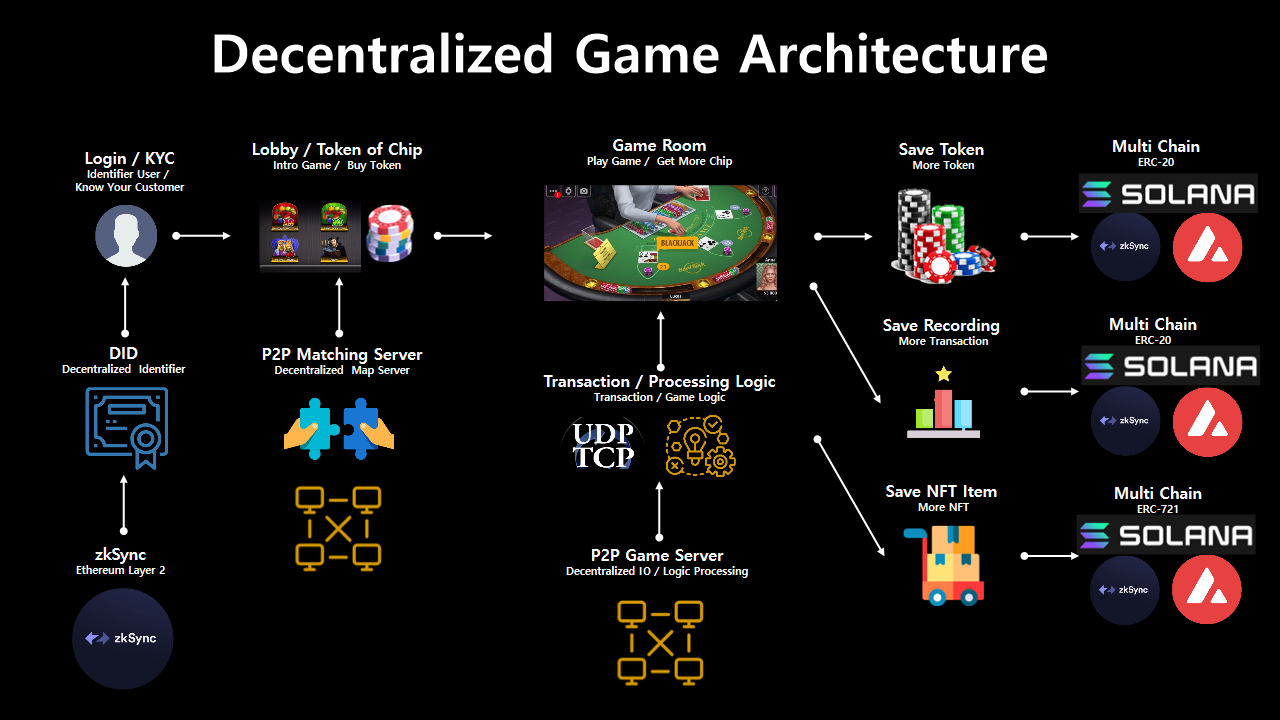 Decentralized Game Architecture
Login / KYC
Identifier User /
Know Your Customer
DID
Decentralized Identifier
zkSync
Ethereum Layer 2
zkSync
Lobby / Token of Chip
Intro Game / Buy Token
P2P Matching Server
Decentralized Map Server
Game Room
Play Game / Get More Chip
BLACKJACK
21
Anna
Lucas
Transaction / Processing Logic
Transaction / Game Logic
UDP
TCP
P2P Game Server
Decentralized IO / Logic Processing
Save Token
More Token
Save Recording
More Transaction
Save NFT Item
More NFT
Multi Chain
ERC-20
SOLANA
zkSync
Multi Chain
ERC-20
SOLANA
zkSync
Multi Chain
ERC-721
SOLANA
zkSync